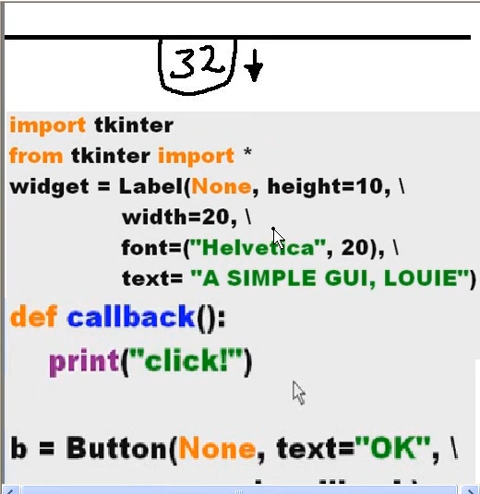 32
import tkinter
from tkinter import *
widget = Label(None, height=10, \
width=20, \
font=("Helvetica", 20), \
text= "A SIMPLE GUI, LOUIE")
def callback():
print("click!")
b = Button(None, text="OK", \